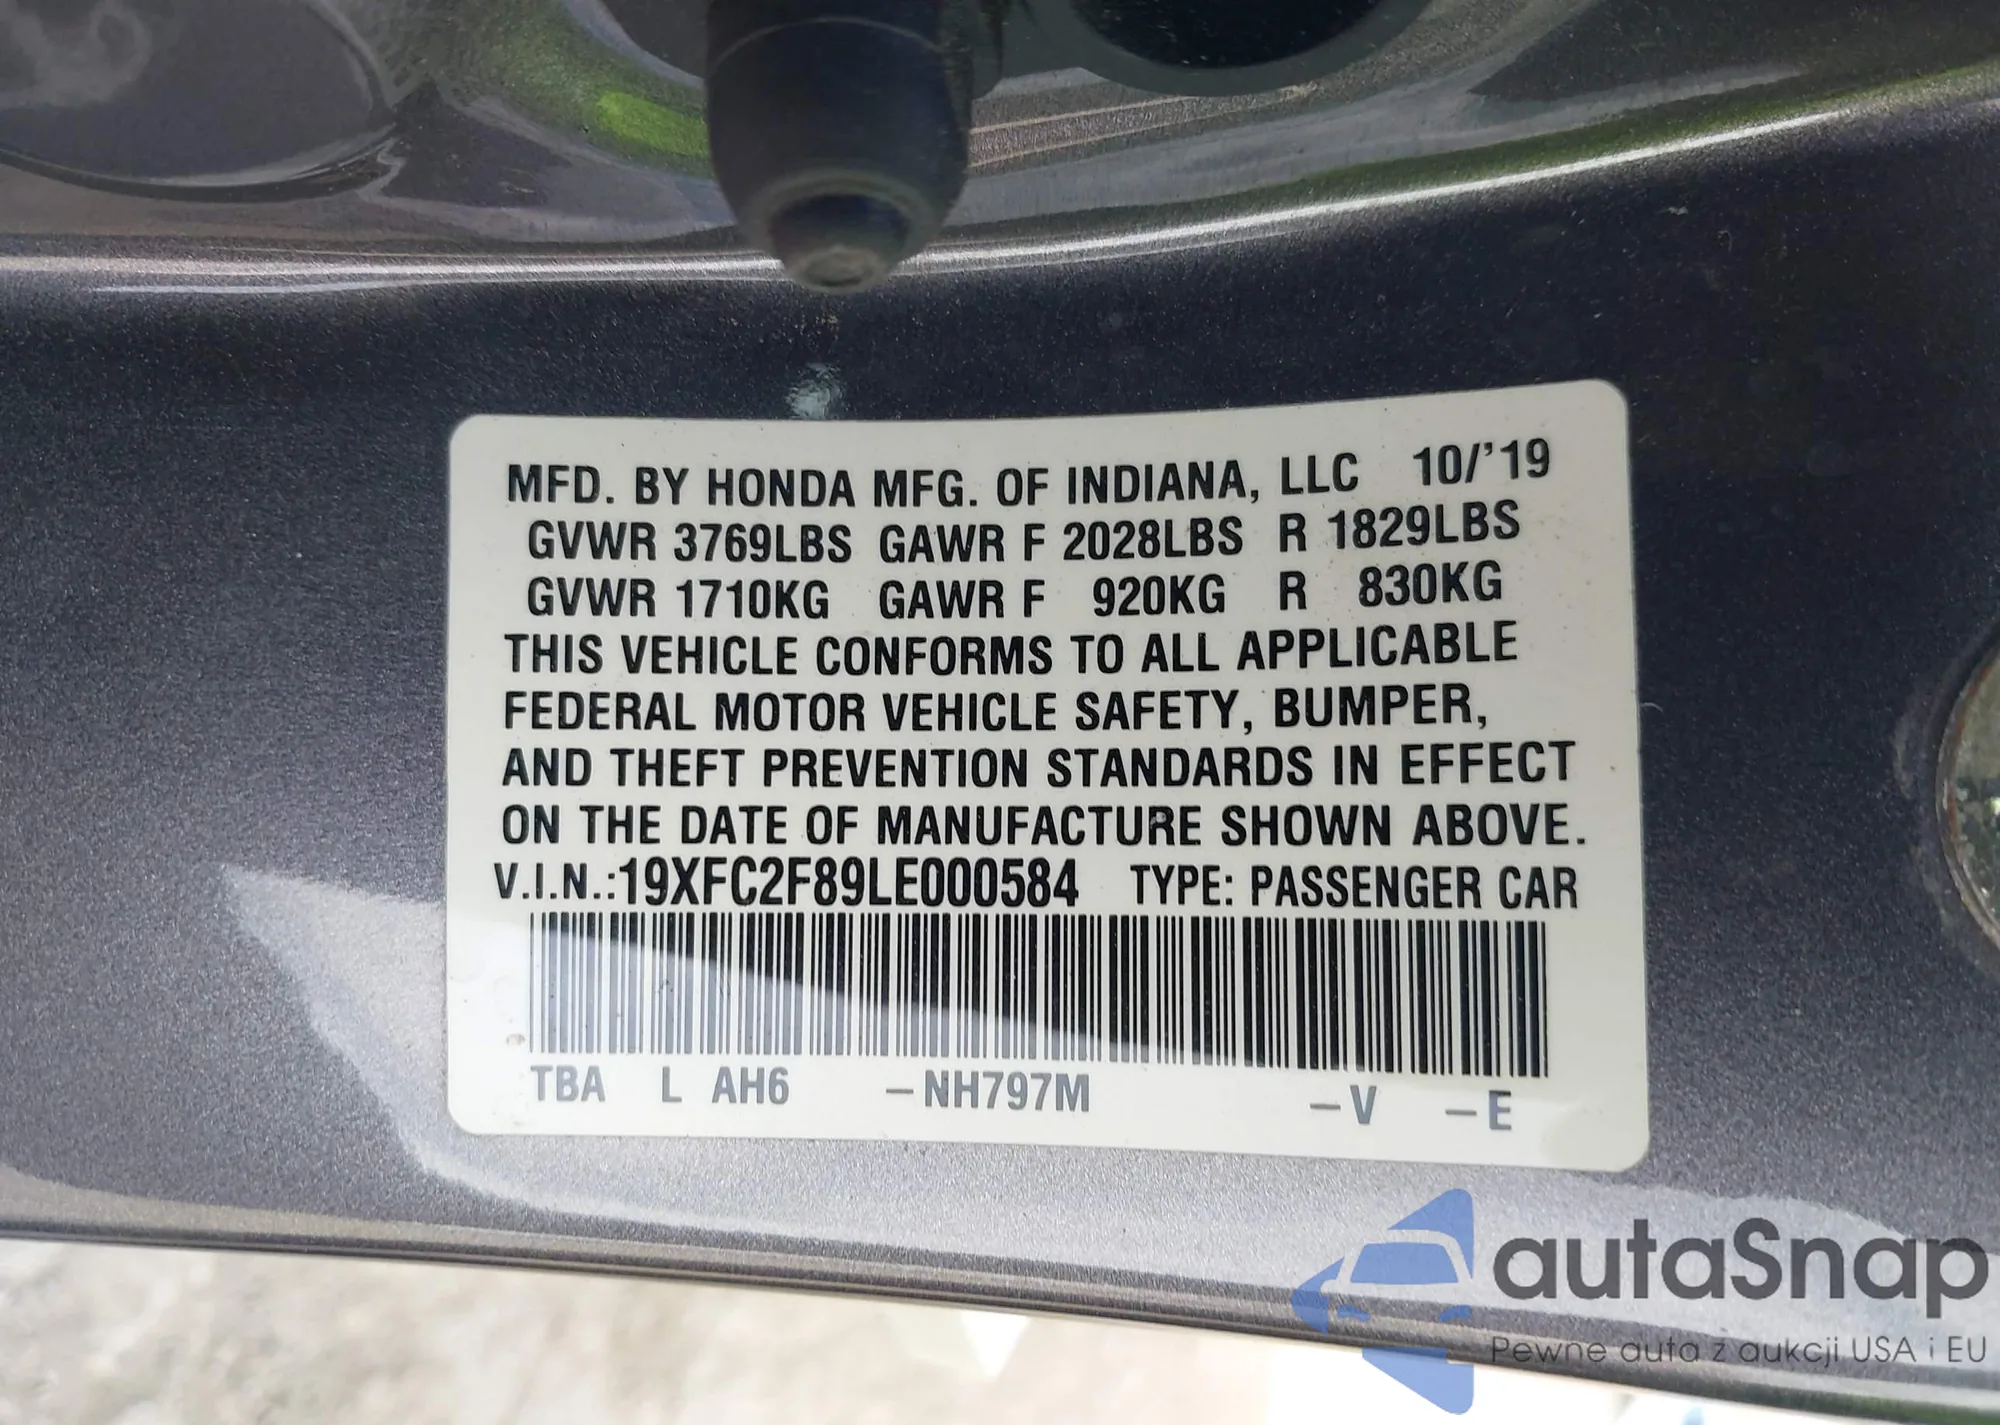 MFD. BY HONDA MFG. OF INDIANA, LLC 10/'19
GVWR 3769LBS GAWR F 2028LBS R 1829LBS
GVWR 1710KG GAWR F 920KG R 830KG
THIS VEHICLE CONFORMS TO ALL APPLICABLE
FEDERAL MOTOR VEHICLE SAFETY, BUMPER,
AND THEFT PREVENTION STANDARDS IN EFFECT
ON THE DATE OF MANUFACTURE SHOWN ABOVE.
V.I.N.:19XFC2F89LE000584 TYPE: PASSENGER CAR
TBA L AH6 –NH797M –V –E
autaSnap
Pewne auta z aukcji USA i EU